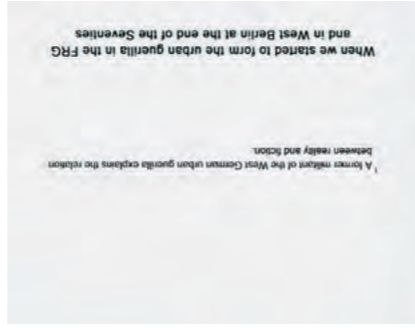 ¹ A former militant of the West German urban guerilla explains the relation
between reality and fiction.
When we started to form the urban guerilla in the FRG
and in West Berlin at the end of the Seventies